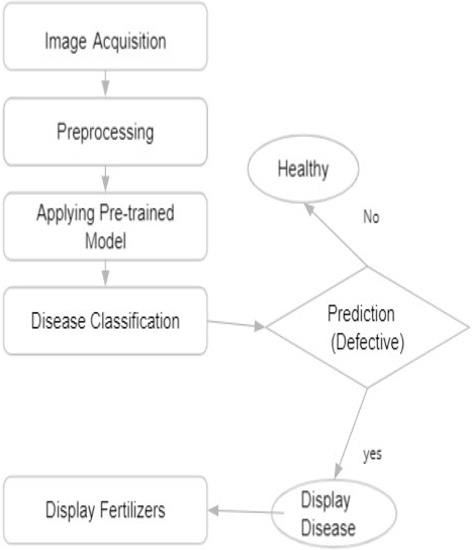 Image Acquisition
Preprocessing
Applying Pre-trained
Model
Disease Classification
Prediction
(Defective)
No
Healthy
yes
Display
Disease
Display Fertilizers